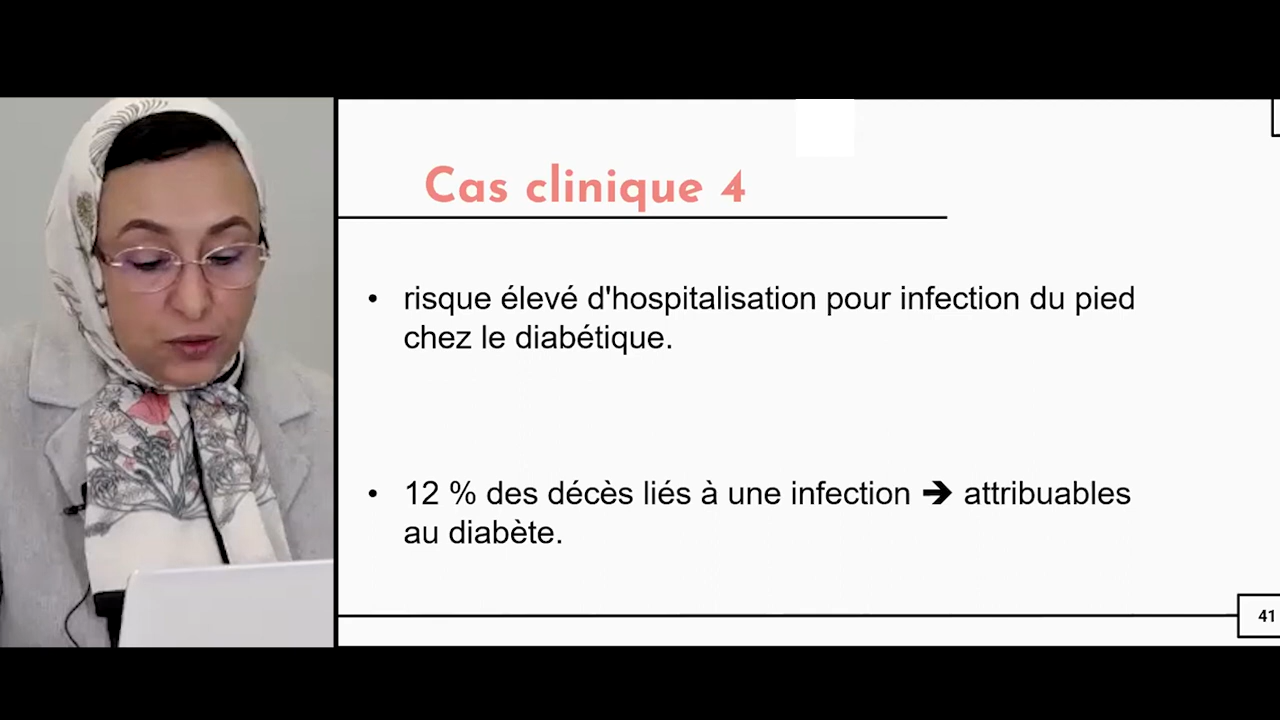 Cas clinique 4
• risque élevé d'hospitalisation pour infection du pied
chez le diabétique.
• 12 % des décès liés à une infection ➔ attribuables
au diabète.
41